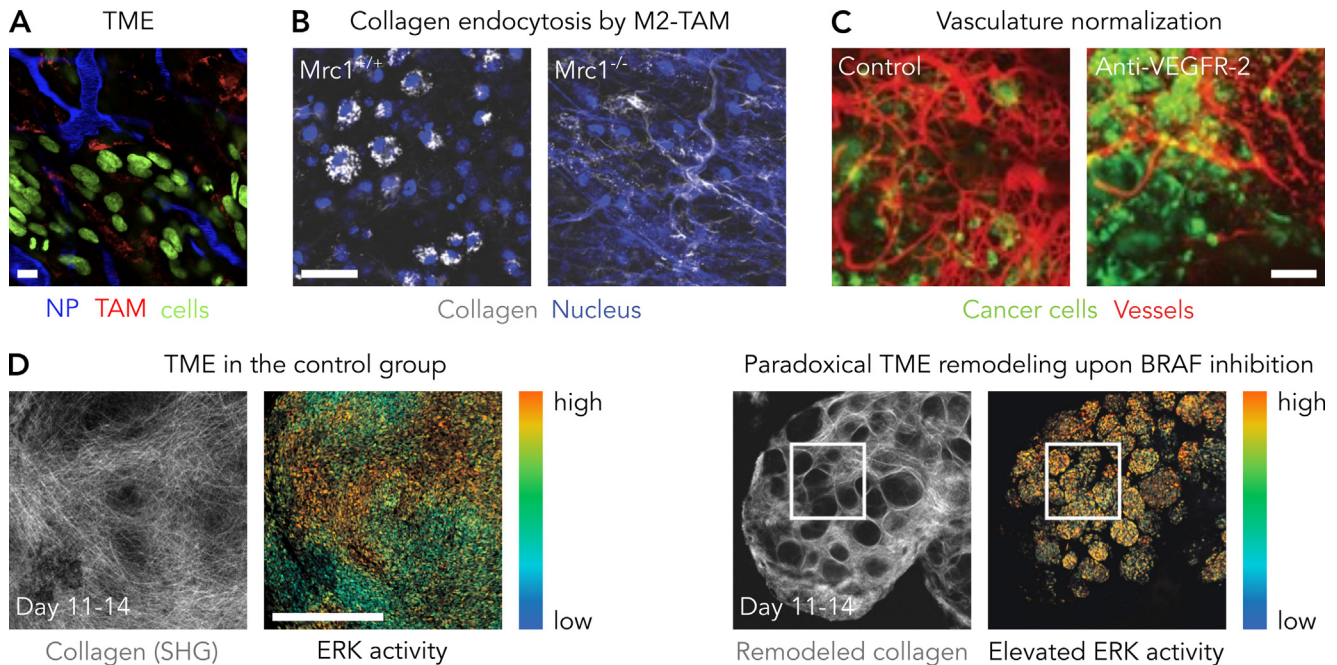 A TME
NP TAM cells
B Collagen endocytosis by M2-TAM
Mrc1+/+
Mrc1-/-
Collagen Nucleus
C Vasculature normalization
Control
Anti-VEGFR-2
Cancer cells Vessels
D TME in the control group
Day 11-14
high
low
Collagen (SHG) ERK activity
Paradoxical TME remodeling upon BRAF inhibition
Day 11-14
high
low
Remodeled collagen Elevated ERK activity